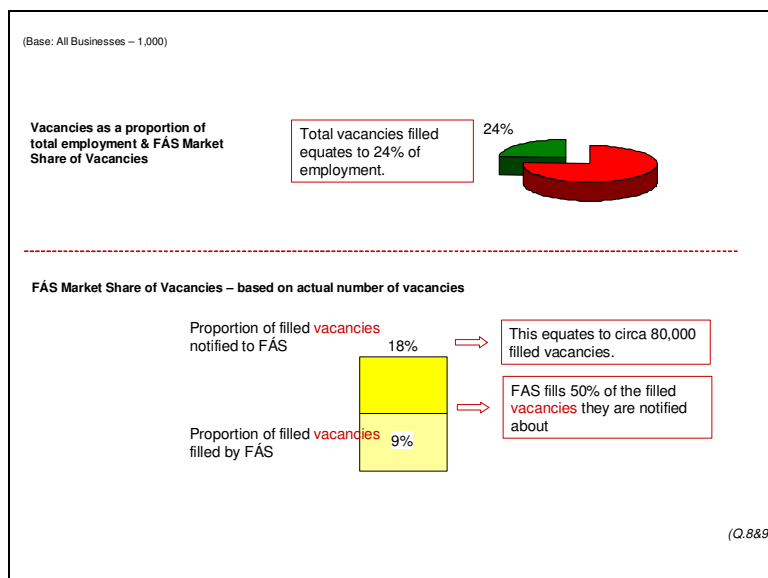 (Base: All Businesses – 1,000)
Vacancies as a proportion of
total employment & FÁS Market
Share of Vacancies
Total vacancies filled
equates to 24% of
employment.
24%
FÁS Market Share of Vacancies – based on actual number of vacancies
Proportion of filled vacancies
notified to FÁS
18%
This equates to circa 80,000
filled vacancies.
FAS fills 50% of the filled
vacancies they are notified
about
Proportion of filled vacancies
filled by FÁS
9%
(Q.8&9